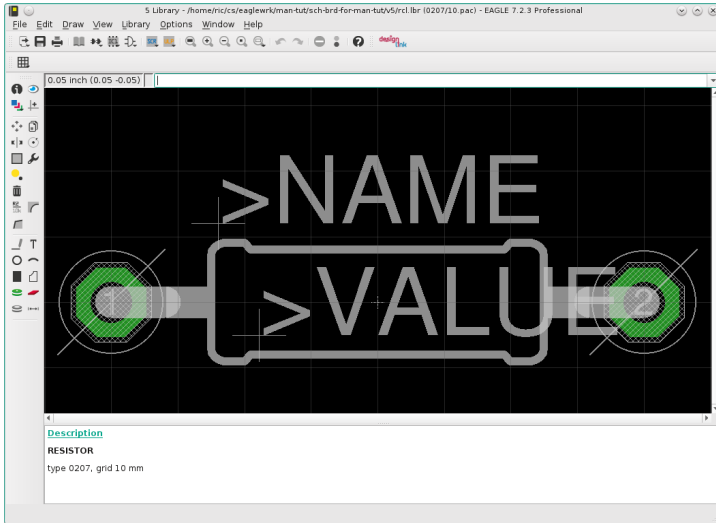 5 Library - /home/ric/cs/eaglewrk/man-tut/sch-brd-for-man-tut/v5/rcl.lbr (0207/10.pac) - EAGLE 7.2.3 Professional
File Edit Draw View Library Options Window Help
design link
0.05 inch (0.05 -0.05)
>NAME
1
>VALUE
2
Description
RESISTOR
type 0207, grid 10 mm